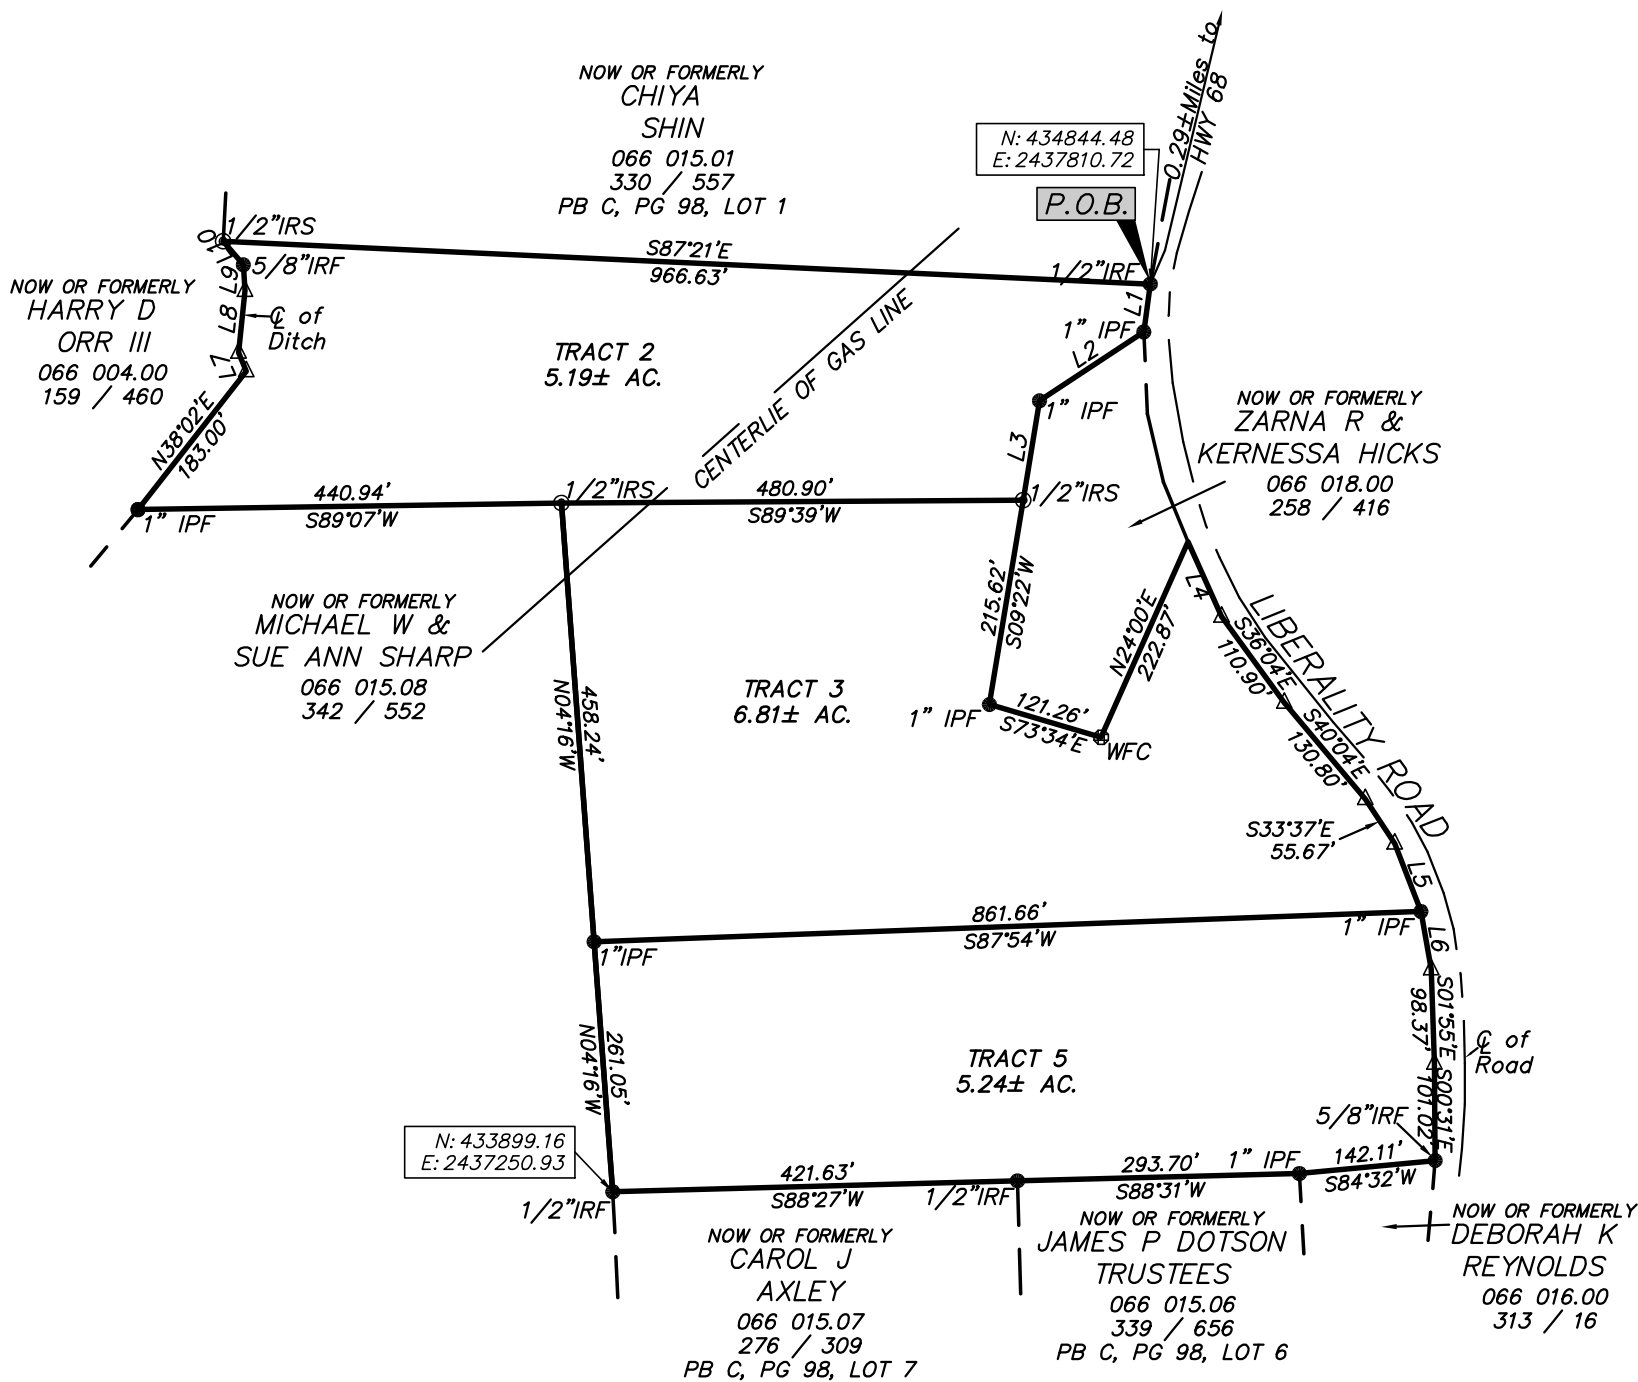 NOW OR FORMERLY
CHIYA
SHIN
066 015.01
330 / 557
PB C, PG 98, LOT 1
N: 434844.48
E: 2437810.72
P.O.B.
0.29±Miles to
HWY 68
1/2"IRS
L10
5/8"IRF
L9
L8
L7
℄ of
Ditch
NOW OR FORMERLY
HARRY D
ORR III
066 004.00
159 / 460
S87°21'E
966.63'
1/2"IRF
L1
1" IPF
L2
1" IPF
L3
TRACT 2
5.19± AC.
CENTERLIE OF GAS LINE
N38°02'E
183.00'
1" IPF
440.94'
S89°07'W
1/2"IRS
480.90'
S89°39'W
1/2"IRS
NOW OR FORMERLY
ZARNA R &
KERNESSA HICKS
066 018.00
258 / 416
NOW OR FORMERLY
MICHAEL W &
SUE ANN SHARP
066 015.08
342 / 552
458.24'
N04°16'W
TRACT 3
6.81± AC.
215.62'
S09°22'W
1" IPF
121.26'
S73°34'E
WFC
N24°00'E
222.87'
L4
S36°04'E
110.90'
LIBERALITY ROAD
S40°04'E
130.80'
S33°37'E
55.67'
L5
861.66'
S87°54'W
1"IPF
1" IPF
L6
S01°55'E
98.37'
℄ of
Road
TRACT 5
5.24± AC.
261.05'
N04°16'W
S00°31'E
101.02'
5/8"IRF
N: 433899.16
E: 2437250.93
1/2"IRF
421.63'
S88°27'W
1/2"IRF
293.70'
S88°31'W
1" IPF
142.11'
S84°32'W
NOW OR FORMERLY
CAROL J
AXLEY
066 015.07
276 / 309
PB C, PG 98, LOT 7
NOW OR FORMERLY
JAMES P DOTSON
TRUSTEES
066 015.06
339 / 656
PB C, PG 98, LOT 6
NOW OR FORMERLY
DEBORAH K
REYNOLDS
066 016.00
313 / 16